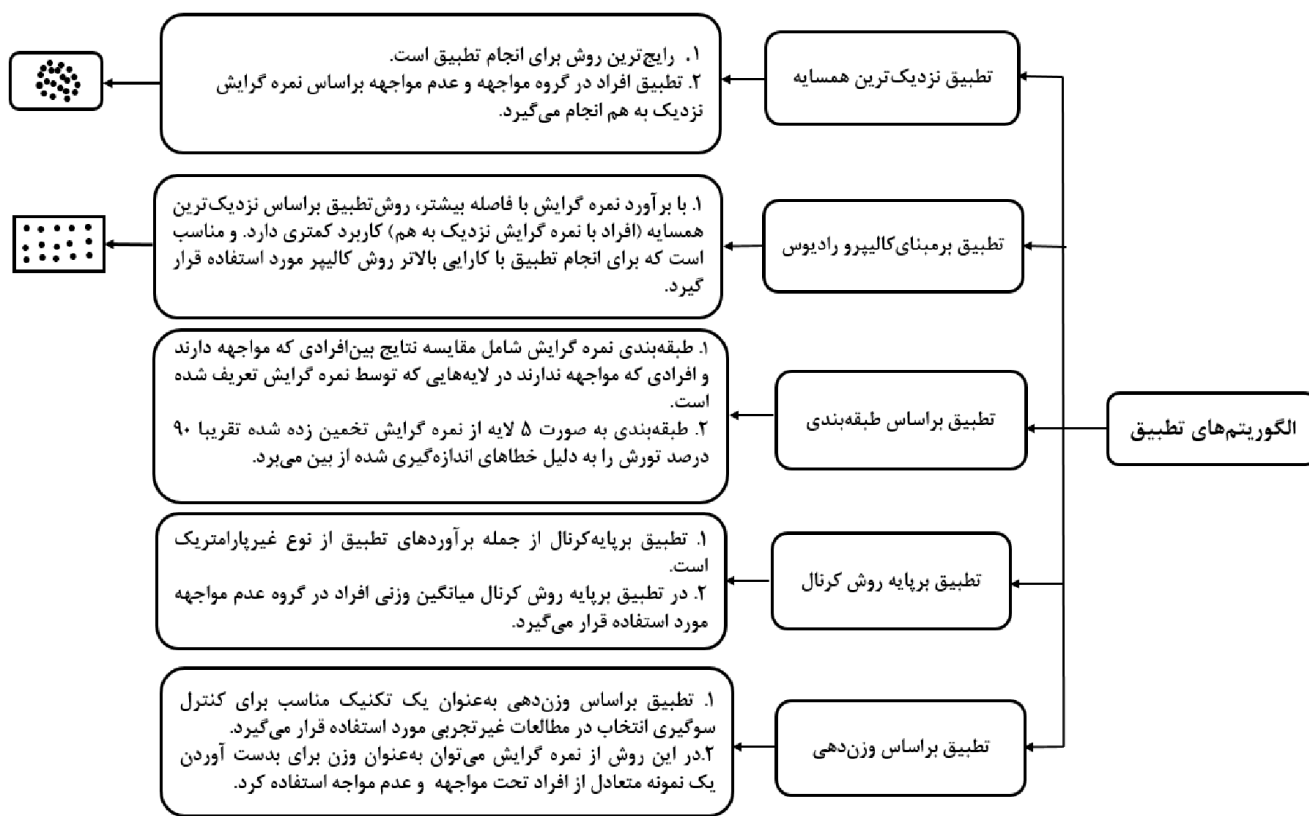 الگوریتم‌های تطبیق
تطبیق نزدیک‌ترین همسایه
۱. رایج‌ترین روش برای انجام تطبیق است.
۲. تطبیق افراد در گروه مواجهه و عدم مواجهه براساس نمره گرایش
نزدیک به هم انجام می‌گیرد.
تطبیق برمبنای‌کالیپرو رادیوس
۱. با برآورد نمره گرایش با فاصله بیشتر، روش‌تطبیق براساس نزدیک‌ترین
همسایه (افراد با نمره گرایش نزدیک به هم) کاربرد کمتری دارد. و مناسب
است که برای انجام تطبیق با کارایی بالاتر روش کالیپر مورد استفاده قرار
گیرد.
تطبیق براساس طبقه‌بندی
۱. طبقه‌بندی نمره گرایش شامل مقایسه نتایج بین‌افرادی که مواجهه دارند
و افرادی که مواجهه ندارند در لایه‌هایی که توسط نمره گرایش تعریف شده
است.
۲. طبقه‌بندی به صورت ۵ لایه از نمره گرایش تخمین زده شده تقریبا ۹۰
درصد تورش را به دلیل خطاهای اندازه‌گیری شده از بین می‌برد.
تطبیق برپایه روش کرنال
۱. تطبیق برپایه‌کرنال از جمله برآوردهای تطبیق از نوع غیرپارامتریک
است.
۲. در تطبیق برپایه روش کرنال میانگین وزنی افراد در گروه عدم مواجهه
مورد استفاده قرار می‌گیرد.
تطبیق براساس وزن‌دهی
۱. تطبیق براساس وزن‌دهی به‌عنوان یک تکنیک مناسب برای کنترل
سوگیری انتخاب در مطالعات غیرتجربی مورد استفاده قرار می‌گیرد.
۲.در این روش از نمره گرایش می‌توان به‌عنوان وزن برای بدست آوردن
یک نمونه متعادل از افراد تحت مواجهه و عدم مواجه استفاده کرد.